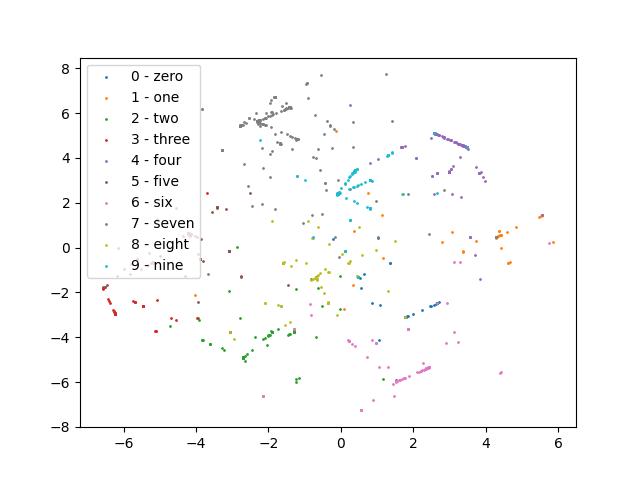 8
6
4
2
0
−2
−4
−6
−8
−6
−4
−2
0
2
4
6
0 - zero
1 - one
2 - two
3 - three
4 - four
5 - five
6 - six
7 - seven
8 - eight
9 - nine